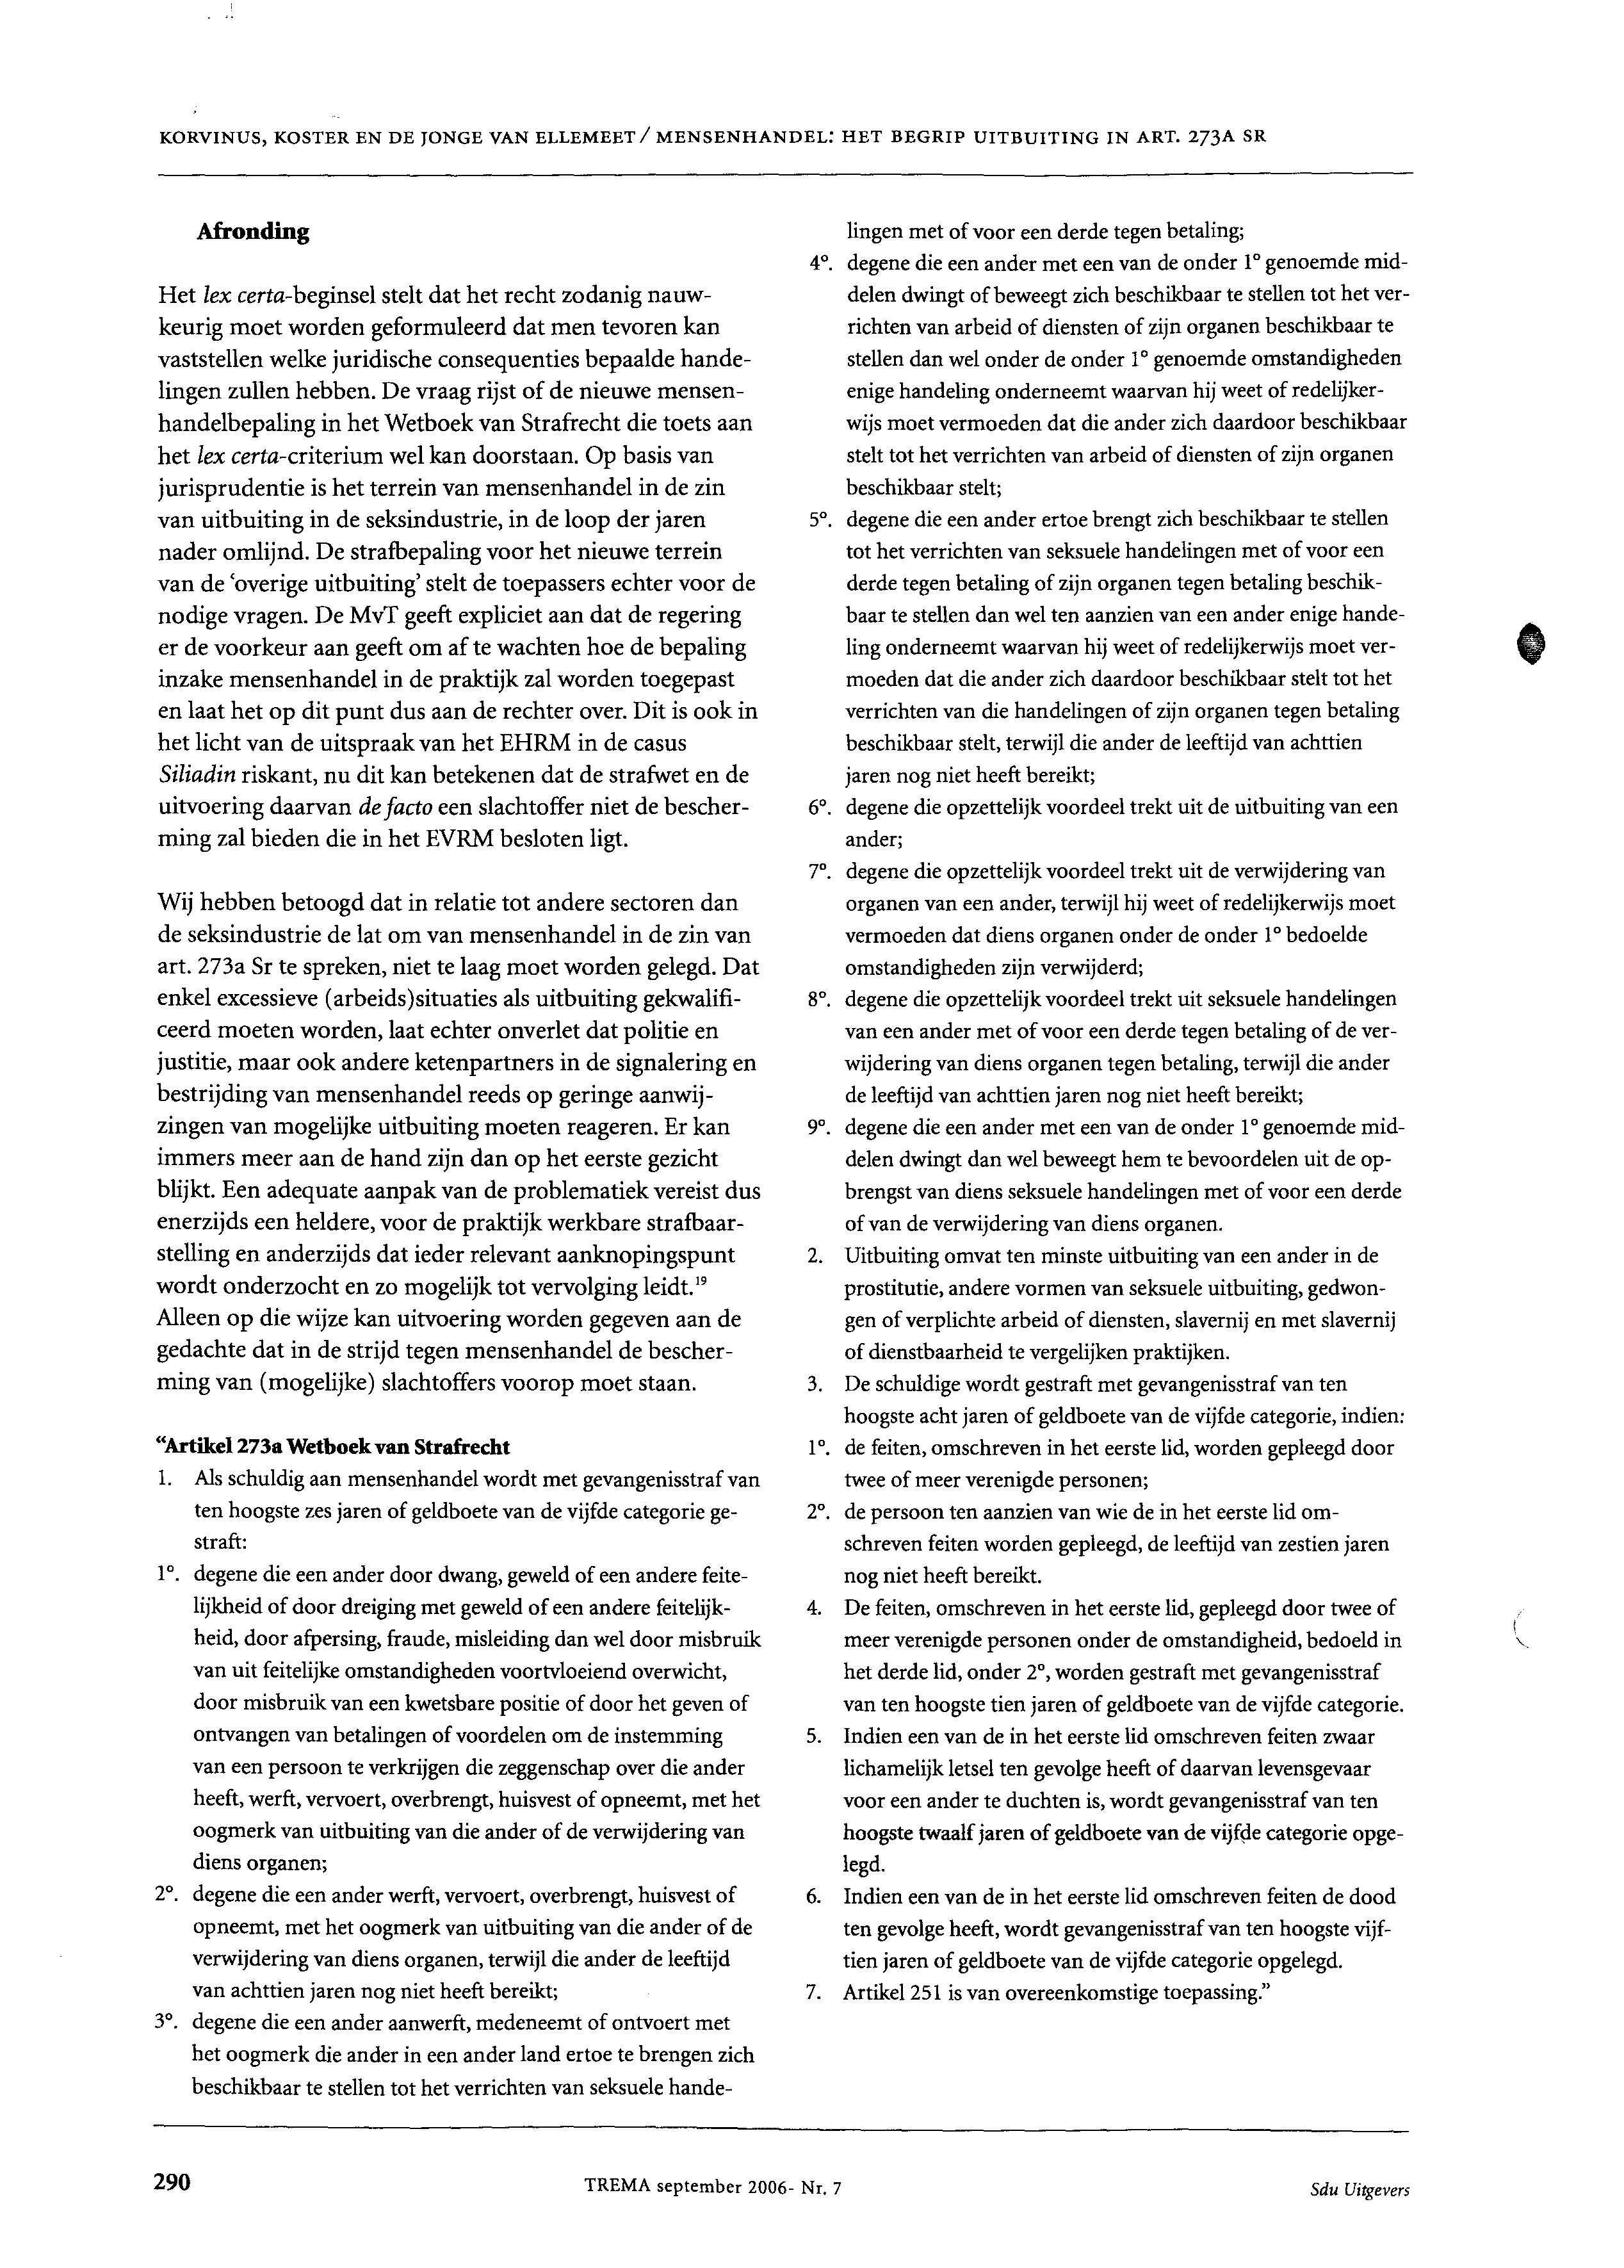 KORVINUS, KOSTER EN DE JONGE VAN ELLEMEET / MENSENHANDEL: HET BEGRIP UITBUITING IN ART. 273A SR
Afronding
Het lex certa-beginsel stelt dat het recht zodanig nauw-
keurig moet worden geformuleerd dat men tevoren kan
vaststellen welke juridische consequenties bepaalde hande-
lingen zullen hebben. De vraag rijst of de nieuwe mensen-
handelbepaling in het Wetboek van Strafrecht die toets aan
het lex certa-criterium wel kan doorstaan. Op basis van
jurisprudentie is het terrein van mensenhandel in de zin
van uitbuiting in de seksindustrie, in de loop der jaren
nader omlijnd. De strafbepaling voor het nieuwe terrein
van de ‘overige uitbuiting’ stelt de toepassers echter voor de
nodige vragen. De MvT geeft expliciet aan dat de regering
er de voorkeur aan geeft om af te wachten hoe de bepaling
inzake mensenhandel in de praktijk zal worden toegepast
en laat het op dit punt dus aan de rechter over. Dit is ook in
het licht van de uitspraak van het EHRM in de casus
Siliadin riskant, nu dit kan betekenen dat de strafwet en de
uitvoering daarvan de facto een slachtoffer niet de bescher-
ming zal bieden die in het EVRM besloten ligt.
Wij hebben betoogd dat in relatie tot andere sectoren dan
de seksindustrie de lat om van mensenhandel in de zin van
art. 273a Sr te spreken, niet te laag moet worden gelegd. Dat
enkel excessieve (arbeids)situaties als uitbuiting gekwalifi-
ceerd moeten worden, laat echter onverlet dat politie en
justitie, maar ook andere ketenpartners in de signalering en
bestrijding van mensenhandel reeds op geringe aanwij-
zingen van mogelijke uitbuiting moeten reageren. Er kan
immers meer aan de hand zijn dan op het eerste gezicht
blijkt. Een adequate aanpak van de problematiek vereist dus
enerzijds een heldere, voor de praktijk werkbare strafbaar-
stelling en anderzijds dat ieder relevant aanknopingspunt
wordt onderzocht en zo mogelijk tot vervolging leidt.¹⁹
Alleen op die wijze kan uitvoering worden gegeven aan de
gedachte dat in de strijd tegen mensenhandel de bescher-
ming van (mogelijke) slachtoffers voorop moet staan.
“Artikel 273a Wetboek van Strafrecht
1. Als schuldig aan mensenhandel wordt met gevangenisstraf van
ten hoogste zes jaren of geldboete van de vijfde categorie ge-
straft:
1°. degene die een ander door dwang, geweld of een andere feite-
lijkheid of door dreiging met geweld of een andere feitelijk-
heid, door afpersing, fraude, misleiding dan wel door misbruik
van uit feitelijke omstandigheden voortvloeiend overwicht,
door misbruik van een kwetsbare positie of door het geven of
ontvangen van betalingen of voordelen om de instemming
van een persoon te verkrijgen die zeggenschap over die ander
heeft, werft, vervoert, overbrengt, huisvest of opneemt, met het
oogmerk van uitbuiting van die ander of de verwijdering van
diens organen;
2°. degene die een ander werft, vervoert, overbrengt, huisvest of
opneemt, met het oogmerk van uitbuiting van die ander of de
verwijdering van diens organen, terwijl die ander de leeftijd
van achttien jaren nog niet heeft bereikt;
3°. degene die een ander aanwerft, medeneemt of ontvoert met
het oogmerk die ander in een ander land ertoe te brengen zich
beschikbaar te stellen tot het verrichten van seksuele hande-
lingen met of voor een derde tegen betaling;
4°. degene die een ander met een van de onder 1° genoemde mid-
delen dwingt of beweegt zich beschikbaar te stellen tot het ver-
richten van arbeid of diensten of zijn organen beschikbaar te
stellen dan wel onder de onder 1° genoemde omstandigheden
enige handeling onderneemt waarvan hij weet of redelijker-
wijs moet vermoeden dat die ander zich daardoor beschikbaar
stelt tot het verrichten van arbeid of diensten of zijn organen
beschikbaar stelt;
5°. degene die een ander ertoe brengt zich beschikbaar te stellen
tot het verrichten van seksuele handelingen met of voor een
derde tegen betaling of zijn organen tegen betaling beschik-
baar te stellen dan wel ten aanzien van een ander enige hande-
ling onderneemt waarvan hij weet of redelijkerwijs moet ver-
moeden dat die ander zich daardoor beschikbaar stelt tot het
verrichten van die handelingen of zijn organen tegen betaling
beschikbaar stelt, terwijl die ander de leeftijd van achttien
jaren nog niet heeft bereikt;
6°. degene die opzettelijk voordeel trekt uit de uitbuiting van een
ander;
7°. degene die opzettelijk voordeel trekt uit de verwijdering van
organen van een ander, terwijl hij weet of redelijkerwijs moet
vermoeden dat diens organen onder de onder 1° bedoelde
omstandigheden zijn verwijderd;
8°. degene die opzettelijk voordeel trekt uit seksuele handelingen
van een ander met of voor een derde tegen betaling of de ver-
wijdering van diens organen tegen betaling, terwijl die ander
de leeftijd van achttien jaren nog niet heeft bereikt;
9°. degene die een ander met een van de onder 1° genoemde mid-
delen dwingt dan wel beweegt hem te bevoordelen uit de op-
brengst van diens seksuele handelingen met of voor een derde
of van de verwijdering van diens organen.
2. Uitbuiting omvat ten minste uitbuiting van een ander in de
prostitutie, andere vormen van seksuele uitbuiting, gedwon-
gen of verplichte arbeid of diensten, slavernij en met slavernij
of dienstbaarheid te vergelijken praktijken.
3. De schuldige wordt gestraft met gevangenisstraf van ten
hoogste acht jaren of geldboete van de vijfde categorie, indien:
1°. de feiten, omschreven in het eerste lid, worden gepleegd door
twee of meer verenigde personen;
2°. de persoon ten aanzien van wie de in het eerste lid om-
schreven feiten worden gepleegd, de leeftijd van zestien jaren
nog niet heeft bereikt.
4. De feiten, omschreven in het eerste lid, gepleegd door twee of
meer verenigde personen onder de omstandigheid, bedoeld in
het derde lid, onder 2°, worden gestraft met gevangenisstraf
van ten hoogste tien jaren of geldboete van de vijfde categorie.
5. Indien een van de in het eerste lid omschreven feiten zwaar
lichamelijk letsel ten gevolge heeft of daarvan levensgevaar
voor een ander te duchten is, wordt gevangenisstraf van ten
hoogste twaalf jaren of geldboete van de vijfde categorie opge-
legd.
6. Indien een van de in het eerste lid omschreven feiten de dood
ten gevolge heeft, wordt gevangenisstraf van ten hoogste vijf-
tien jaren of geldboete van de vijfde categorie opgelegd.
7. Artikel 251 is van overeenkomstige toepassing.”
290 TREMA september 2006- Nr. 7 Sdu Uitgevers